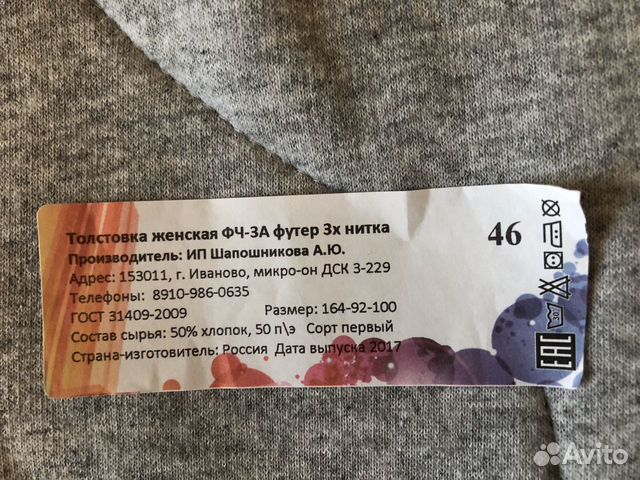 Толстовка женская ФЧ-3А футер 3х нитка
46
Производитель: ИП Шапошникова А.Ю.
Адрес: 153011, г. Иваново, микро-он ДСК 3-229
Телефоны: 8910-986-0635
ГОСТ 31409-2009 Размер: 164-92-100
Состав сырья: 50% хлопок, 50 п\э Сорт первый
Страна-изготовитель: Россия Дата выпуска 2017
30
EAC
Avito